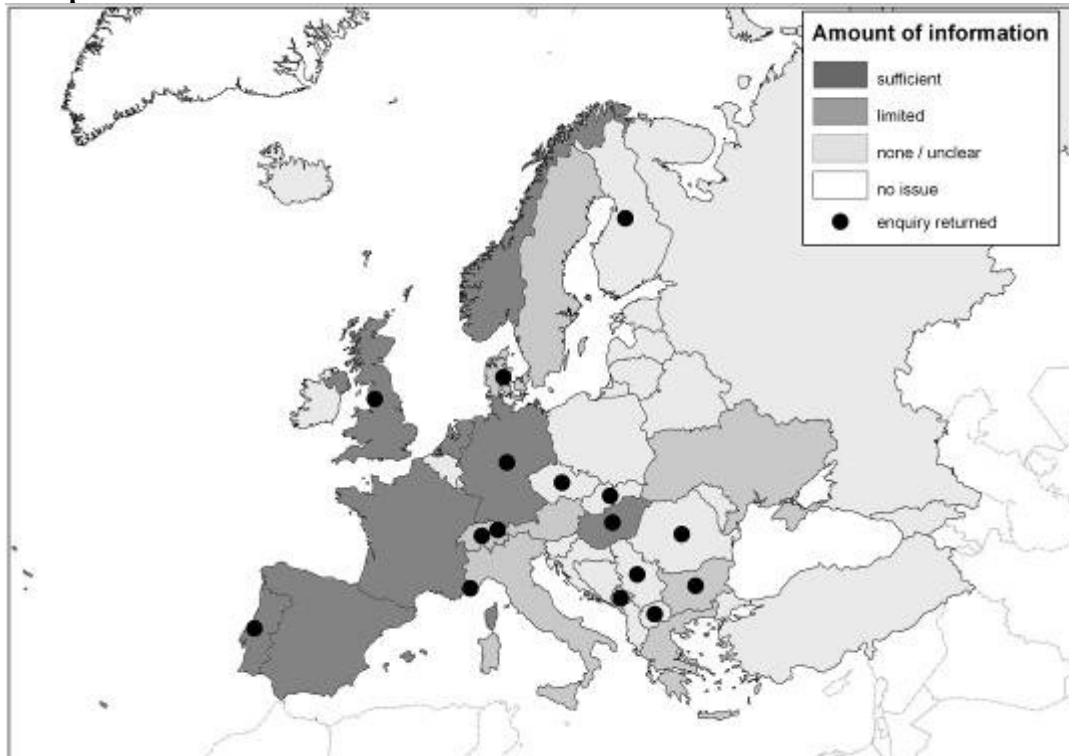 Amount of information
sufficient
limited
none / unclear
no issue
enquiry returned